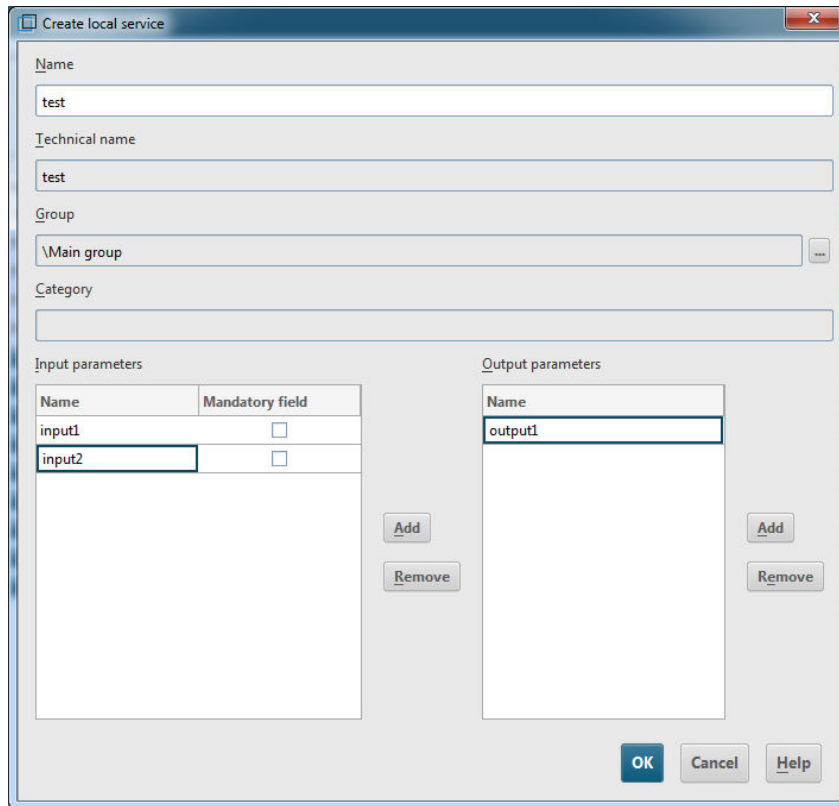 Create local service
Name
test
Technical name
test
Group
\Main group
...
Category
Input parameters
Output parameters
Name Mandatory field
Name
input1
output1
input2
Add
Add
Remove
Remove
OK Cancel Help